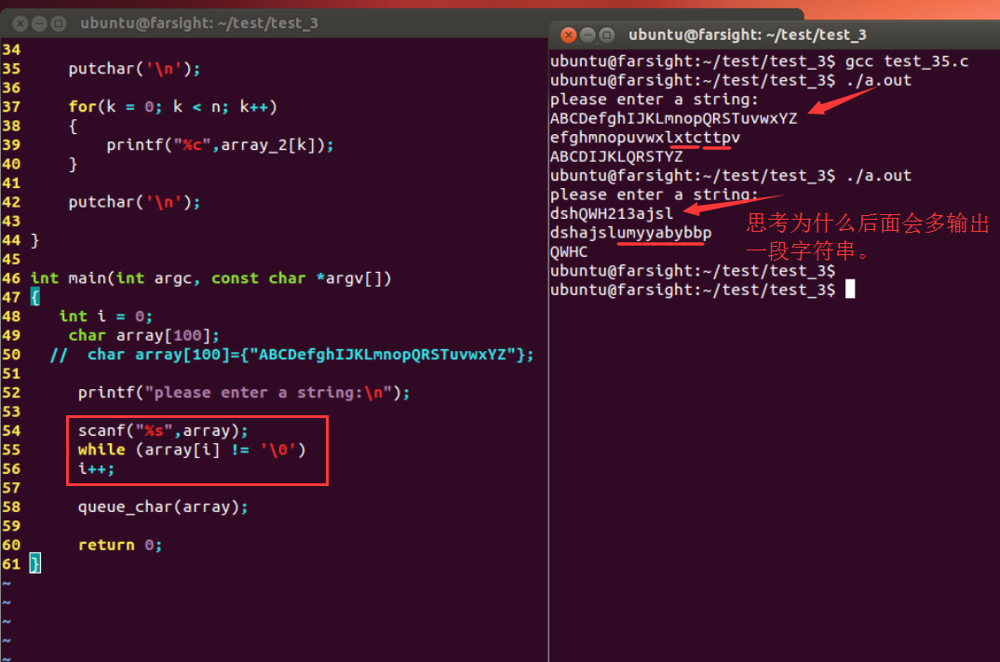 ubuntu@farsight: ~/test/test_3
34
35 putchar('\n');
36
37 for(k = 0; k < n; k++)
38 {
39 printf("%c",array_2[k]);
40 }
41
42 putchar('\n');
43
44 }
45
46 int main(int argc, const char *argv[])
47 {
48 int i = 0;
49 char array[100];
50 // char array[100]={"ABCDefghIJKLmnopQRSTuvwxYZ"};
51
52 printf("please enter a string:\n");
53
54 scanf("%s",array);
55 while (array[i] != '\0')
56 i++;
57
58 queue_char(array);
59
60 return 0;
61 }
~
~
~
~
~
ubuntu@farsight: ~/test/test_3
ubuntu@farsight:~/test/test_3$ gcc test_35.c
ubuntu@farsight:~/test/test_3$ ./a.out
please enter a string:
ABCDefghIJKLmnopQRSTuvwxYZ
efghmnopuvwxlxtcttpv
ABCDIJKLQRSTYZ
ubuntu@farsight:~/test/test_3$ ./a.out
please enter a string:
dshQWH213ajsl
dshajslumyyabybbp
QWHC
ubuntu@farsight:~/test/test_3$
ubuntu@farsight:~/test/test_3$
思考为什么后面会多输出
一段字符串。